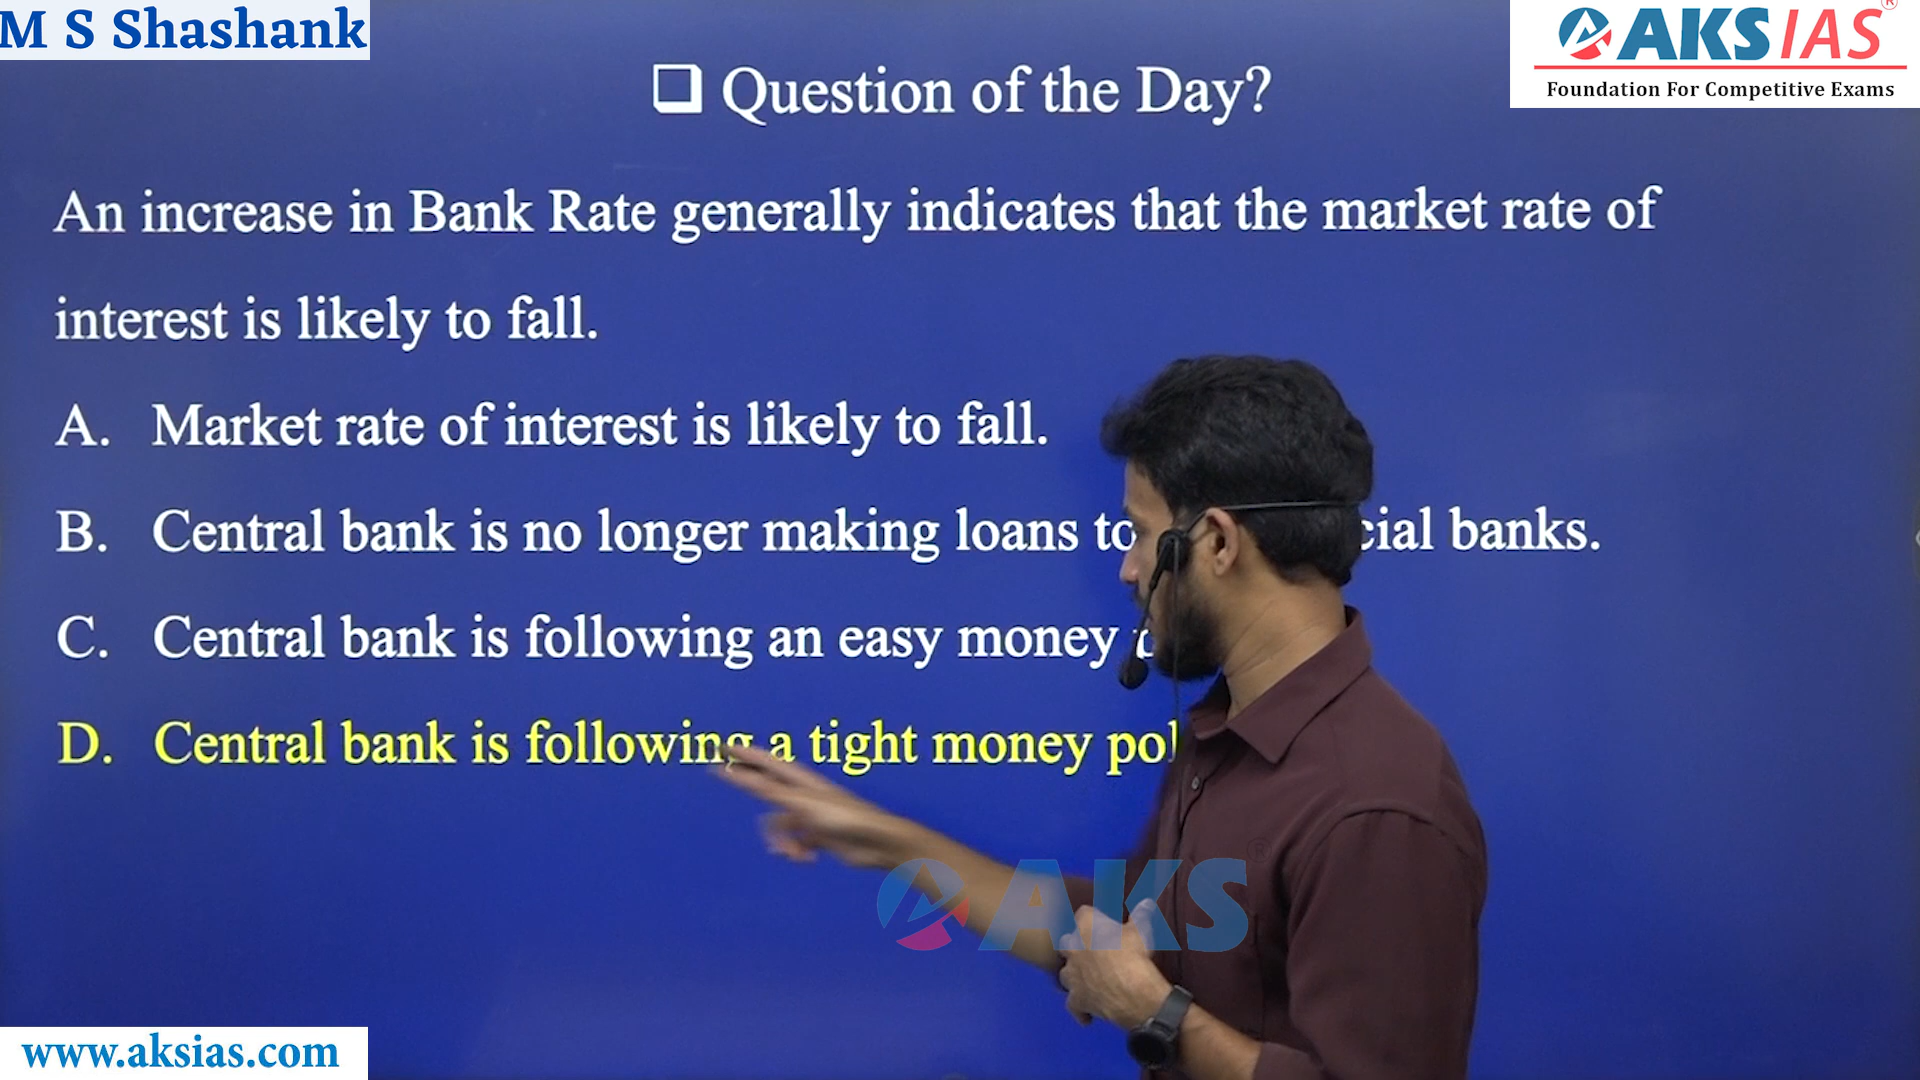 M S Shashank
AKS IAS®
Foundation For Competitive Exams
Question of the Day?
An increase in Bank Rate generally indicates that the market rate of
interest is likely to fall.
A. Market rate of interest is likely to fall.
B. Central bank is no longer making loans to cial banks.
C. Central bank is following an easy money
D. Central bank is following a tight money pol
AKS®
www.aksias.com